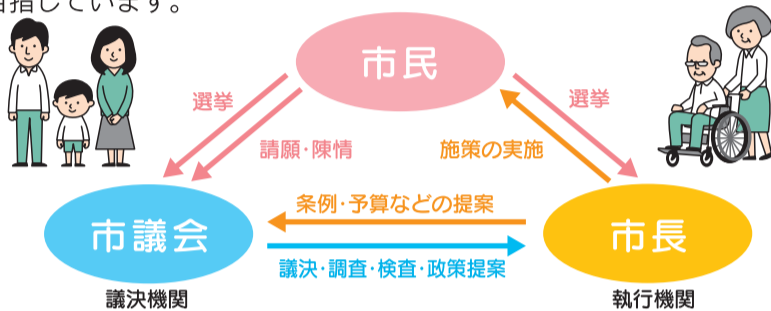 目指しています。
市民
選挙
選挙
請願・陳情
施策の実施
条例・予算などの提案
市議会
市長
議決・調査・検査・政策提案
議決機関
執行機関